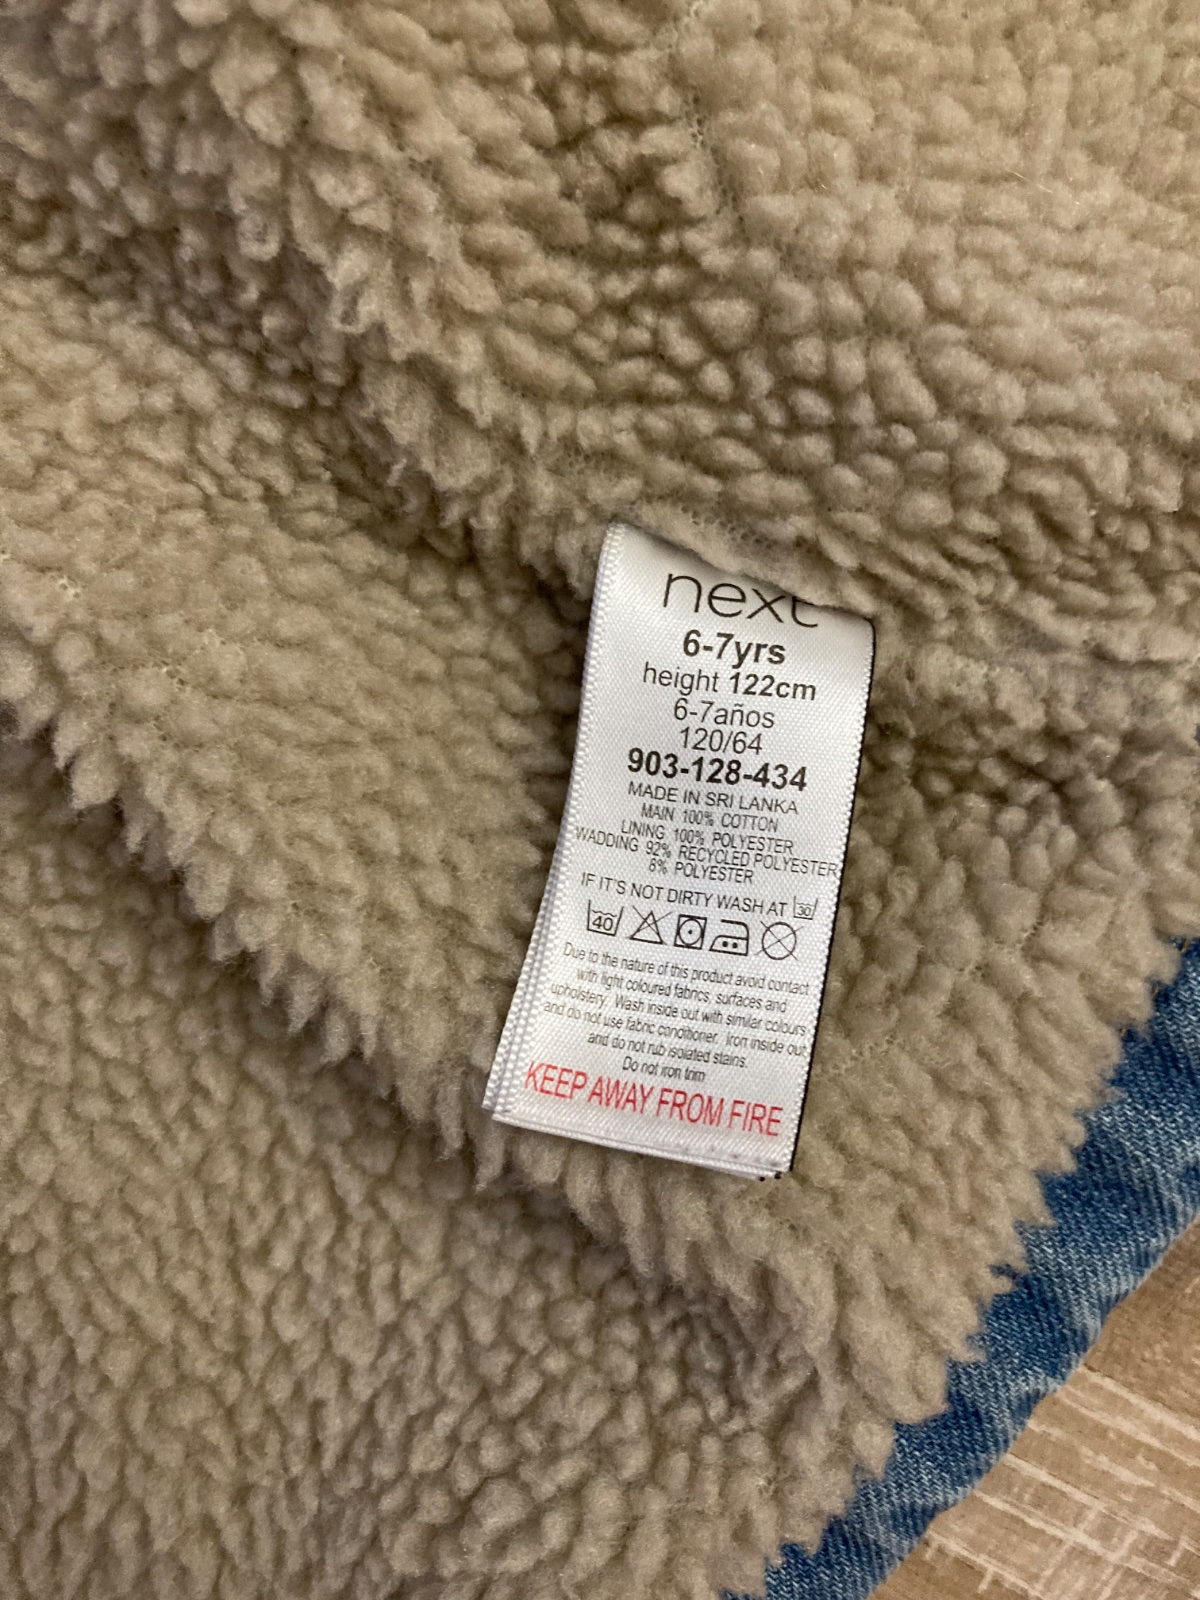 next
6-7yrs
height 122cm
6-7años
120/64
903-128-434
MADE IN SRI LANKA
MAIN 100% COTTON
LINING 100% POLYESTER
WADDING 92% RECYCLED POLYESTER
8% POLYESTER
IF IT'S NOT DIRTY WASH AT 30
40
Due to the nature of this product avoid contact
with light coloured fabrics, surfaces and
upholstery. Wash inside out with similar colours
and do not use fabric conditioner. Iron inside out
and do not rub isolated stains.
Do not iron trim
KEEP AWAY FROM FIRE